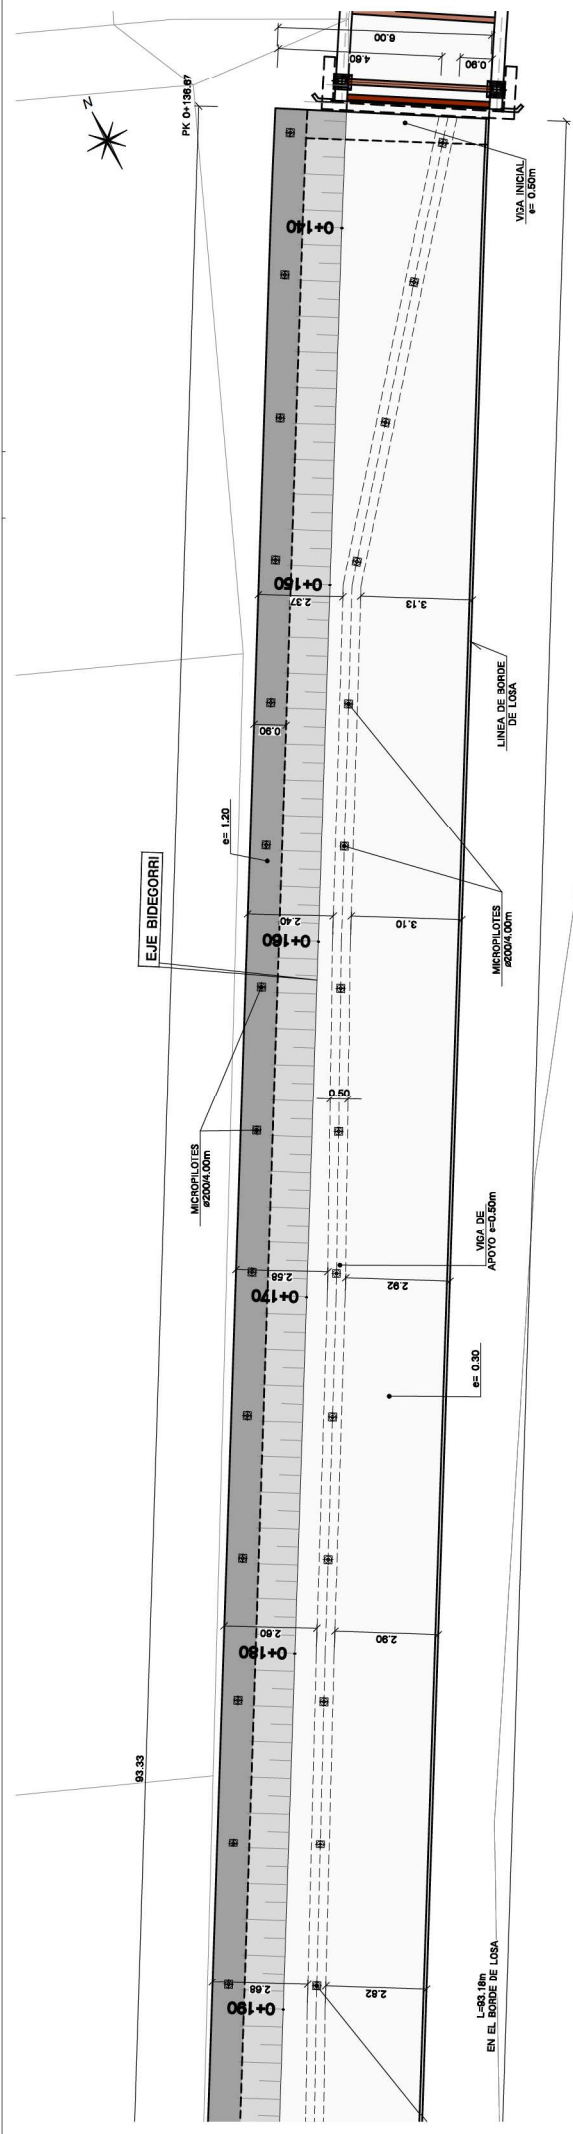 6.00
4.60
0.90
N
PK 0+136.67
VIGA INICIAL
e= 0.50m
0+140
0+150
2.37
3.13
LINEA DE BORDE
DE LOSA
0.90
e= 1.20
EJE BIDEGORRI
2.40
0+160
3.10
MICROPILOTES
ø200/4.00m
0.50
MICROPILOTES
ø200/4.00m
VIGA DE
APOYO e=0.50m
2.58
0+170
2.92
e= 0.30
2.60
0+180
2.90
93.33
2.68
0+190
2.82
L=93.18m
EN EL BORDE DE LOSA